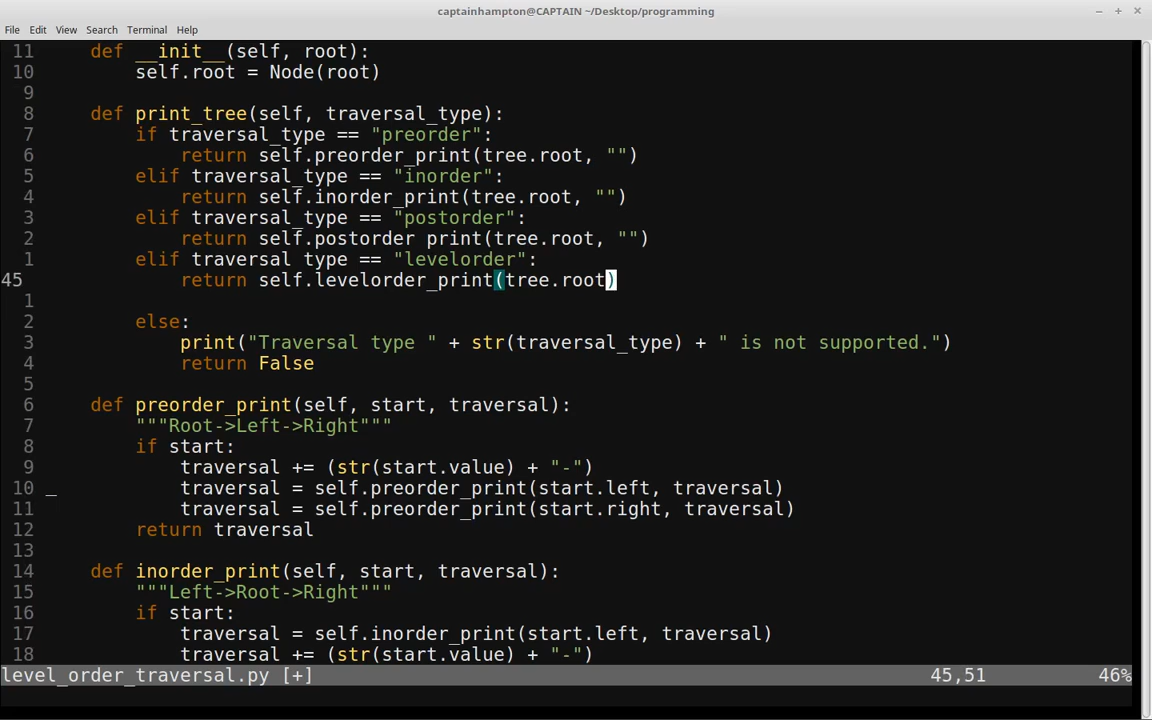 captainhampton@CAPTAIN ~/Desktop/programming
File Edit View Search Terminal Help
11     def __init__(self, root):
10         self.root = Node(root)
9
8     def print_tree(self, traversal_type):
7         if traversal_type == "preorder":
6             return self.preorder_print(tree.root, "")
5         elif traversal_type == "inorder":
4             return self.inorder_print(tree.root, "")
3         elif traversal_type == "postorder":
2             return self.postorder print(tree.root, "")
1         elif traversal type == "levelorder":
45             return self.levelorder_print(tree.root)
1
2         else:
3             print("Traversal type " + str(traversal_type) + " is not supported.")
4             return False
5
6     def preorder_print(self, start, traversal):
7         """Root->Left->Right"""
8         if start:
9             traversal += (str(start.value) + "-")
10 _           traversal = self.preorder_print(start.left, traversal)
11             traversal = self.preorder_print(start.right, traversal)
12         return traversal
13
14     def inorder_print(self, start, traversal):
15         """Left->Root->Right"""
16         if start:
17             traversal = self.inorder_print(start.left, traversal)
18             traversal += (str(start.value) + "-")
level_order_traversal.py [+] 45,51 46%